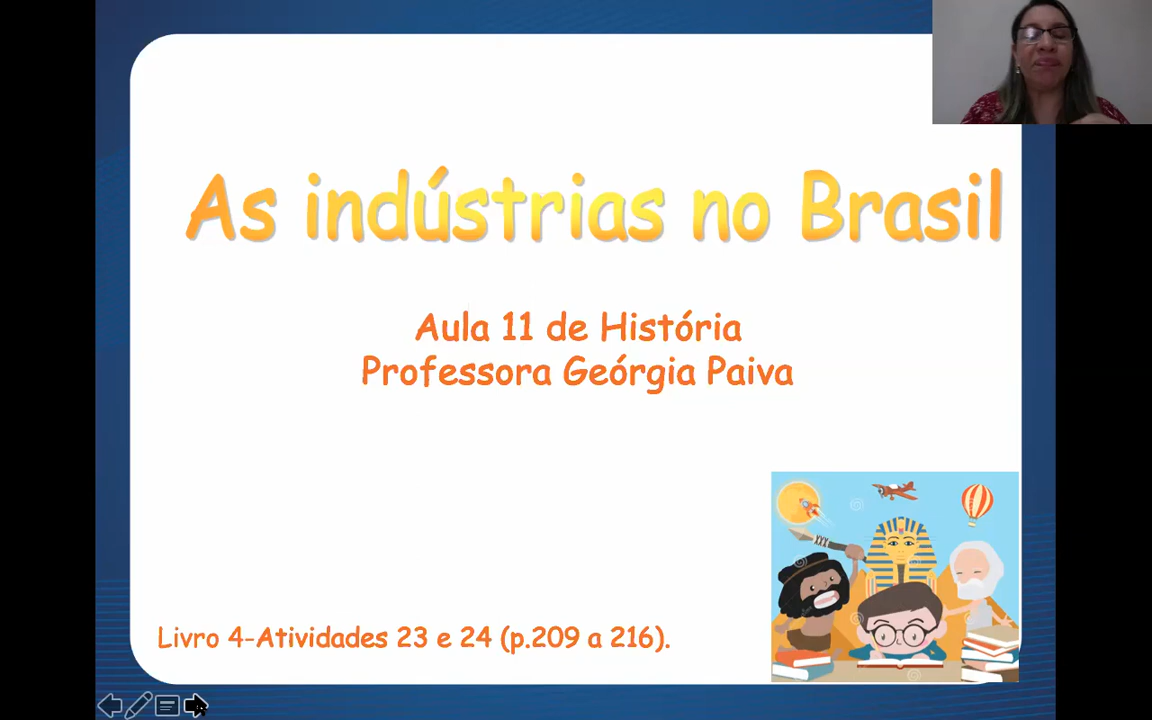 As indústrias no Brasil
Aula 11 de História
Professora Geórgia Paiva
Livro 4-Atividades 23 e 24 (p.209 a 216).